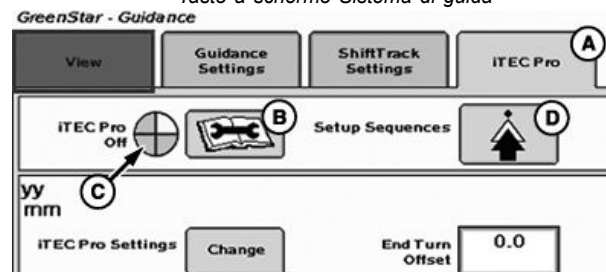 Tasto a schermo Sistema di guida
GreenStar - Guidance
View
Guidance
Settings
ShiftTrack
Settings
iTEC Pro
A
iTEC Pro
Off
B
Setup Sequences
D
C
yy
mm
iTEC Pro Settings
Change
End Turn
Offset
0.0